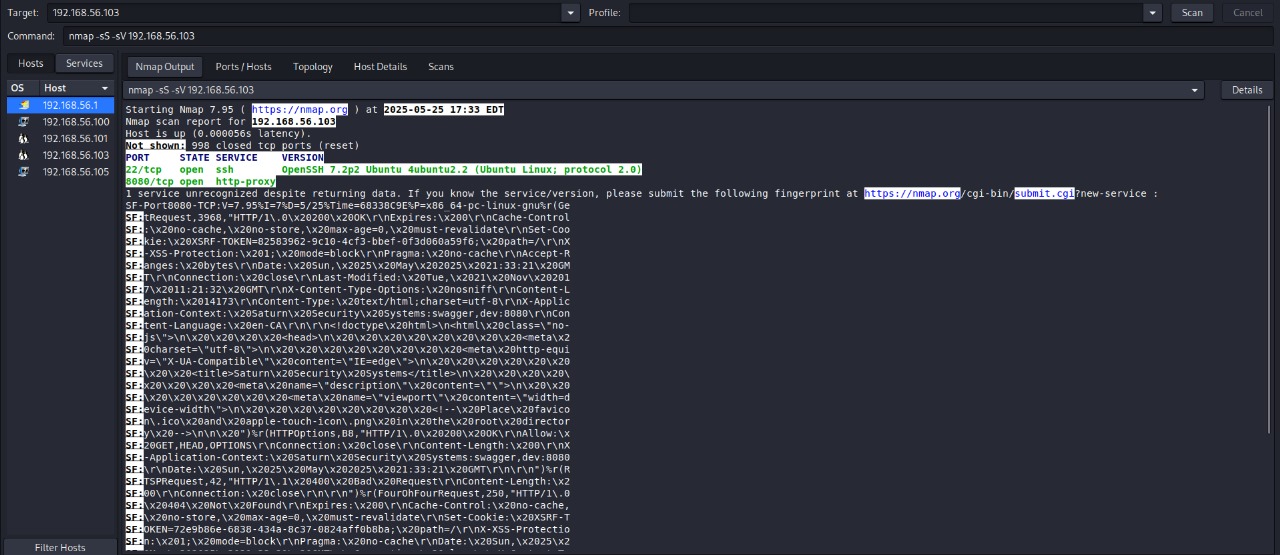 Target: 192.168.56.103 Profile: Scan Cancel
Command: nmap -sS -sV 192.168.56.103
Hosts Services Nmap Output Ports / Hosts Topology Host Details Scans
OS Host nmap -sS -sV 192.168.56.103 Details
192.168.56.1
192.168.56.100
192.168.56.101
192.168.56.103
192.168.56.105
Starting Nmap 7.95 ( https://nmap.org ) at 2025-05-25 17:33 EDT
Nmap scan report for 192.168.56.103
Host is up (0.000056s latency).
Not shown: 998 closed tcp ports (reset)
PORT     STATE SERVICE    VERSION
22/tcp   open  ssh        OpenSSH 7.2p2 Ubuntu 4ubuntu2.2 (Ubuntu Linux; protocol 2.0)
8080/tcp open  http-proxy
1 service unrecognized despite returning data. If you know the service/version, please submit the following fingerprint at https://nmap.org/cgi-bin/submit.cgi?new-service :
SF-Port8080-TCP:V=7.95%I=7%D=5/25%Time=68338C9E%P=x86_64-pc-linux-gnu%r(Ge
SF:tRequest,3968,"HTTP/1\.0\x20200\x20OK\r\nExpires:\x200\r\nCache-Control
SF::\x20no-cache,\x20no-store,\x20max-age=0,\x20must-revalidate\r\nSet-Coo
SF:kie:\x20XSRF-TOKEN=82583962-9c10-4cf3-bbef-0f3d060a59f6;\x20path=/\r\nX
SF:-XSS-Protection:\x201;\x20mode=block\r\nPragma:\x20no-cache\r\nAccept-R
SF:anges:\x20bytes\r\nDate:\x20Sun,\x2025\x20May\x202025\x2021:33:21\x20GM
SF:T\r\nConnection:\x20close\r\nLast-Modified:\x20Tue,\x2021\x20Nov\x20201
SF:7\x2011:21:32\x20GMT\r\nX-Content-Type-Options:\x20nosniff\r\nContent-L
SF:ength:\x2014173\r\nContent-Type:\x20text/html;charset=utf-8\r\nX-Applic
SF:ation-Context:\x20Saturn\x20Security\x20Systems:swagger,dev:8080\r\nCon
SF:tent-Language:\x20en-CA\r\n\r\n<!doctype\x20html>\n<html\x20class=\"no-
SF:js\">\n\x20\x20\x20\x20<head>\n\x20\x20\x20\x20\x20\x20\x20\x20<meta\x2
SF:0charset=\"utf-8\">\n\x20\x20\x20\x20\x20\x20\x20\x20<meta\x20http-equi
SF:v=\"X-UA-Compatible\"\x20content=\"IE=edge\">\n\x20\x20\x20\x20\x20\x20
SF:\x20\x20<title>Saturn\x20Security\x20Systems</title>\n\x20\x20\x20\x20\
SF:x20\x20\x20\x20<meta\x20name=\"description\"\x20content=\"\">\n\x20\x20
SF:\x20\x20\x20\x20\x20\x20<meta\x20name=\"viewport\"\x20content=\"width=d
SF:evice-width\">\n\x20\x20\x20\x20\x20\x20\x20\x20<!--\x20Place\x20favico
SF:n\.ico\x20and\x20apple-touch-icon\.png\x20in\x20the\x20root\x20director
SF:y\x20-->\n\n\x20")%r(HTTPOptions,B8,"HTTP/1\.0\x20200\x20OK\r\nAllow:\x
SF:20GET,HEAD,OPTIONS\r\nConnection:\x20close\r\nContent-Length:\x200\r\nX
SF:-Application-Context:\x20Saturn\x20Security\x20Systems:swagger,dev:8080
SF:\r\nDate:\x20Sun,\x2025\x20May\x202025\x2021:33:21\x20GMT\r\n\r\n")%r(R
SF:TSPRequest,42,"HTTP/1\.1\x20400\x20Bad\x20Request\r\nContent-Length:\x2
SF:00\r\nConnection:\x20close\r\n\r\n")%r(FourOhFourRequest,250,"HTTP/1\.0
SF:\x20404\x20Not\x20Found\r\nExpires:\x200\r\nCache-Control:\x20no-cache,
SF:\x20no-store,\x20max-age=0,\x20must-revalidate\r\nSet-Cookie:\x20XSRF-T
SF:OKEN=72e9b86e-6838-434a-8c37-0824aff0b8ba;\x20path=/\r\nX-XSS-Protectio
SF:n:\x201;\x20mode=block\r\nPragma:\x20no-cache\r\nDate:\x20Sun,\x2025\x2
Filter Hosts